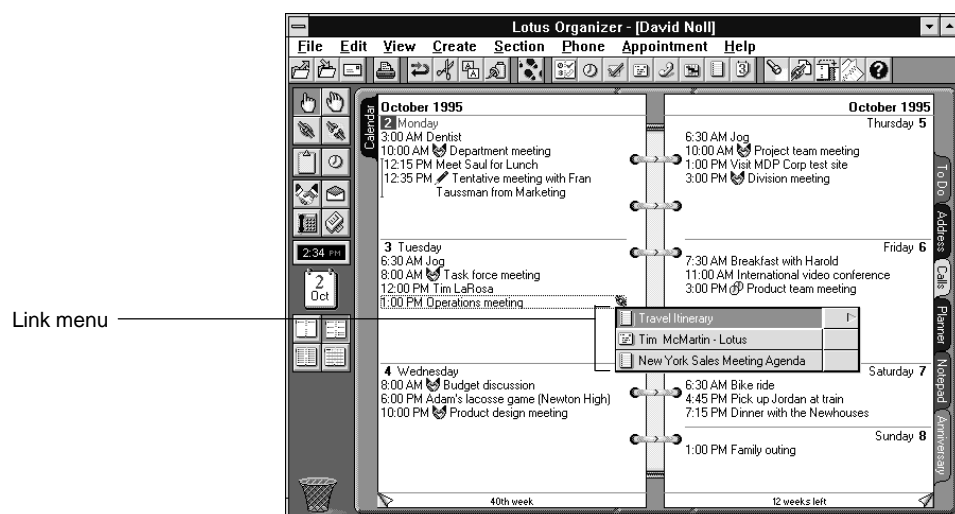 Lotus Organizer - [David Noll]
File Edit View Create Section Phone Appointment Help
Calendar
October 1995
2 Monday
3:00 AM Dentist
10:00 AM Department meeting
12:15 PM Meet Saul for Lunch
12:35 PM Tentative meeting with Fran
Taussman from Marketing
3 Tuesday
6:30 AM Jog
8:00 AM Task force meeting
12:00 PM Tim LaRosa
1:00 PM Operations meeting
4 Wednesday
8:00 AM Budget discussion
6:00 PM Adam's lacosse game (Newton High)
10:00 PM Product design meeting
40th week
October 1995
Thursday 5
6:30 AM Jog
10:00 AM Project team meeting
1:00 PM Visit MDP Corp test site
3:00 PM Division meeting
Friday 6
7:30 AM Breakfast with Harold
11:00 AM International video conference
3:00 PM Product team meeting
Travel Itinerary
Tim McMartin - Lotus
New York Sales Meeting Agenda
Saturday 7
6:30 AM Bike ride
4:45 PM Pick up Jordan at train
7:15 PM Dinner with the Newhouses
Sunday 8
1:00 PM Family outing
12 weeks left
To Do
Address
Calls
Planner
Notepad
Anniversary
2:34 PM
2
Oct
Link menu